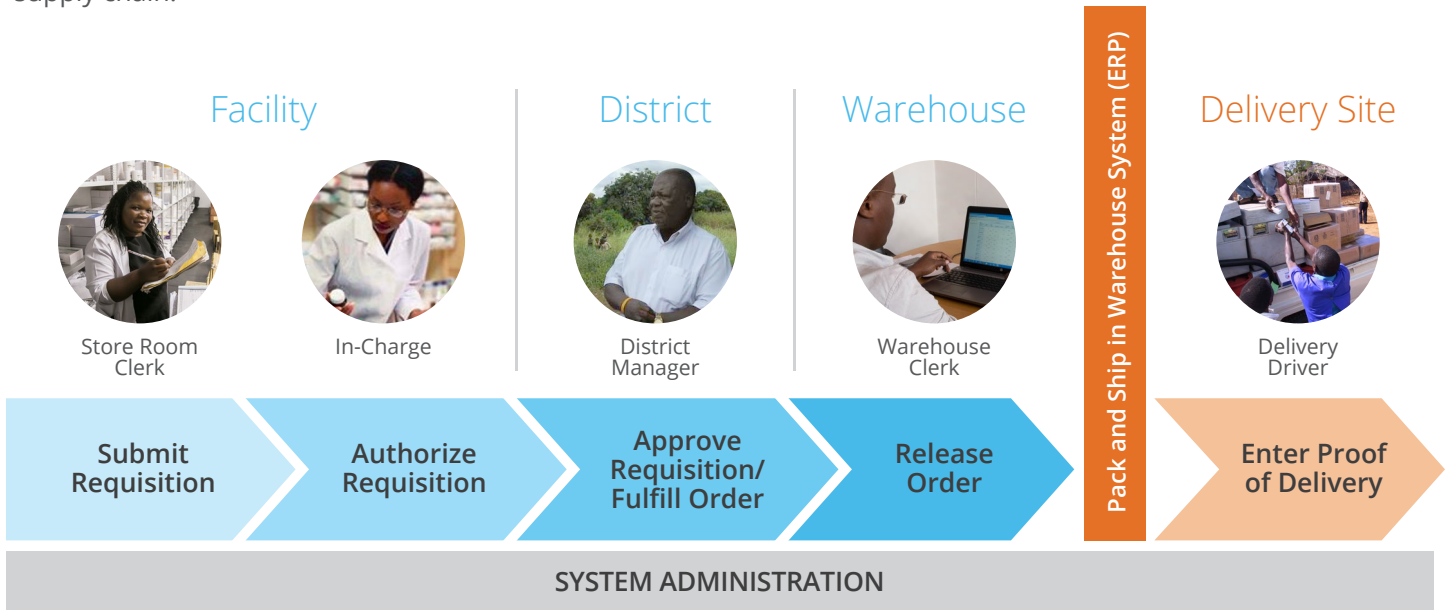 supply chain.
Facility
District
Warehouse
Delivery Site
Store Room
Clerk
In-Charge
District
Manager
Warehouse
Clerk
Pack and Ship in Warehouse System (ERP)
Delivery
Driver
Submit
Requisition
Authorize
Requisition
Approve
Requisition/
Fulfill Order
Release
Order
Enter Proof
of Delivery
SYSTEM ADMINISTRATION